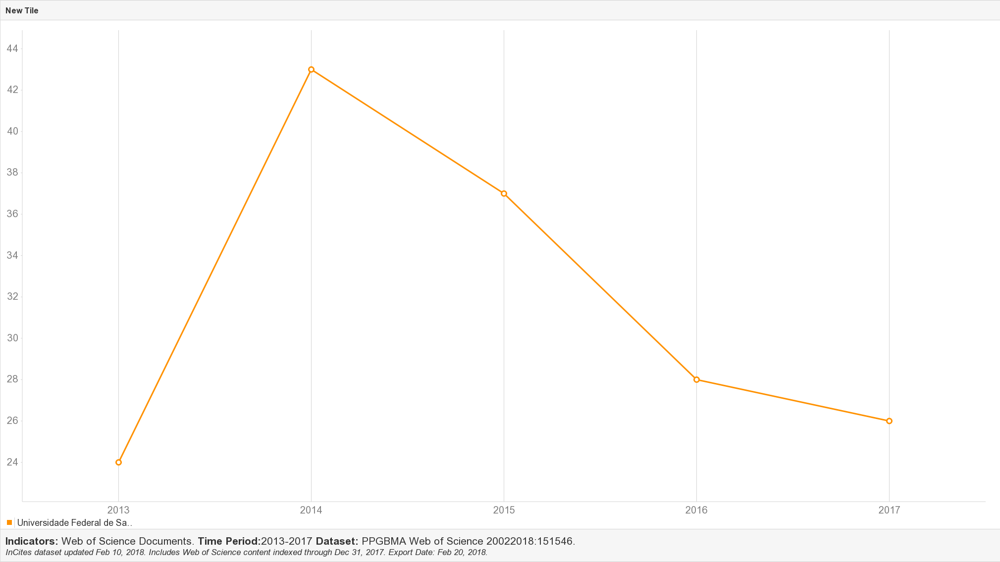 New Tile
44
42
40
38
36
34
32
30
28
26
24
2013 2014 2015 2016 2017
Universidade Federal de Sa..
Indicators: Web of Science Documents. Time Period:2013-2017 Dataset: PPGBMA Web of Science 20022018:151546.
InCites dataset updated Feb 10, 2018. Includes Web of Science content indexed through Dec 31, 2017. Export Date: Feb 20, 2018.